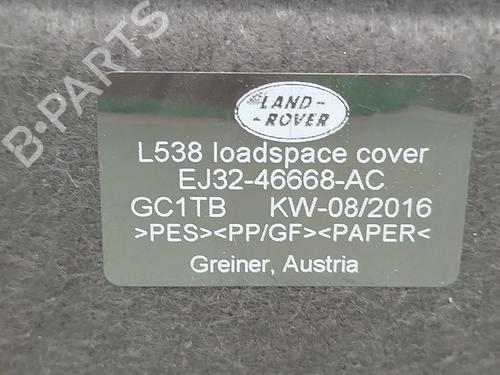 B-PARTS
LAND-
-ROVER
L538 loadspace cover
EJ32-46668-AC
GC1TB KW-08/2016
>PES><PP/GF><PAPER<
Greiner, Austria